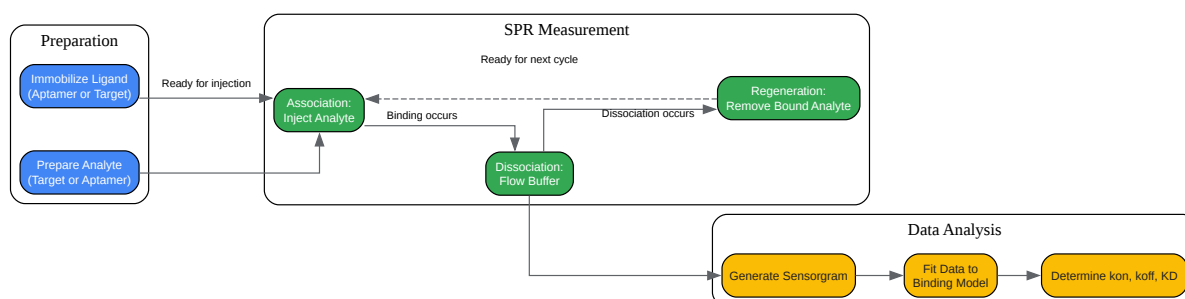 Preparation
Immobilize Ligand
(Aptamer or Target)
Prepare Analyte
(Target or Aptamer)
Ready for injection
SPR Measurement
Ready for next cycle
Association:
Inject Analyte
Binding occurs
Dissociation:
Flow Buffer
Dissociation occurs
Regeneration:
Remove Bound Analyte
Data Analysis
Generate Sensorgram
Fit Data to
Binding Model
Determine kon, koff, KD